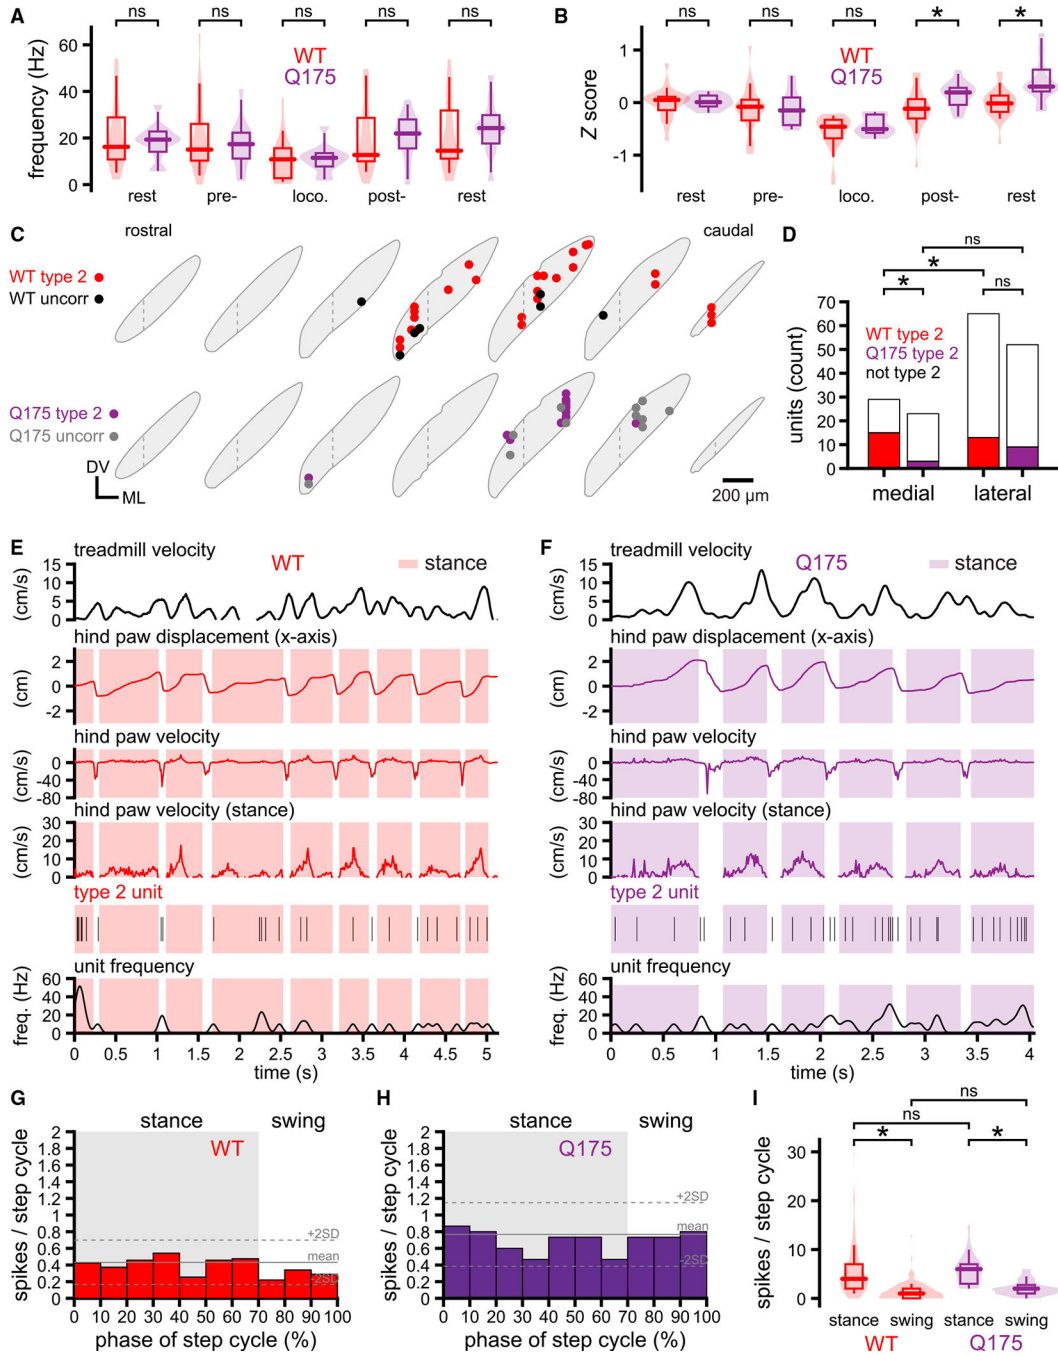 A
ns ns ns ns ns
frequency (Hz)
60
40
20
0
WT
Q175
rest pre- loco. post- rest
B
ns ns ns * *
Z score
1
0
-1
WT
Q175
rest pre- loco. post- rest
C
rostral caudal
WT type 2
WT uncorr
Q175 type 2
Q175 uncorr
DV
ML
200 μm
D
ns
*
* ns
units (count)
70
60
50
40
30
20
10
0
WT type 2
Q175 type 2
not type 2
medial lateral
E
treadmill velocity WT stance
(cm/s)
15
10
5
0
hind paw displacement (x-axis)
(cm)
2
0
-2
hind paw velocity
(cm/s)
0
-40
-80
hind paw velocity (stance)
(cm/s)
30
20
10
0
type 2 unit
unit frequency
freq. (Hz)
60
40
20
0
0 0.5 1 1.5 2 2.5 3 3.5 4 4.5 5
time (s)
F
treadmill velocity Q175 stance
(cm/s)
15
10
5
0
hind paw displacement (x-axis)
(cm)
2
0
-2
hind paw velocity
(cm/s)
0
-40
-80
hind paw velocity (stance)
(cm/s)
30
20
10
0
type 2 unit
unit frequency
freq. (Hz)
60
40
20
0
0 0.5 1 1.5 2 2.5 3 3.5 4
time (s)
G
stance swing
WT
spikes / step cycle
2
1.8
1.6
1.4
1.2
1
0.8
0.6
0.4
0.2
0
+2SD
mean
-2SD
0 10 20 30 40 50 60 70 80 90 100
phase of step cycle (%)
H
stance swing
Q175
spikes / step cycle
2
1.8
1.6
1.4
1.2
1
0.8
0.6
0.4
0.2
0
+2SD
mean
-2SD
0 10 20 30 40 50 60 70 80 90 100
phase of step cycle (%)
I
ns
ns
* *
spikes / step cycle
30
20
10
0
stance swing stance swing
WT Q175